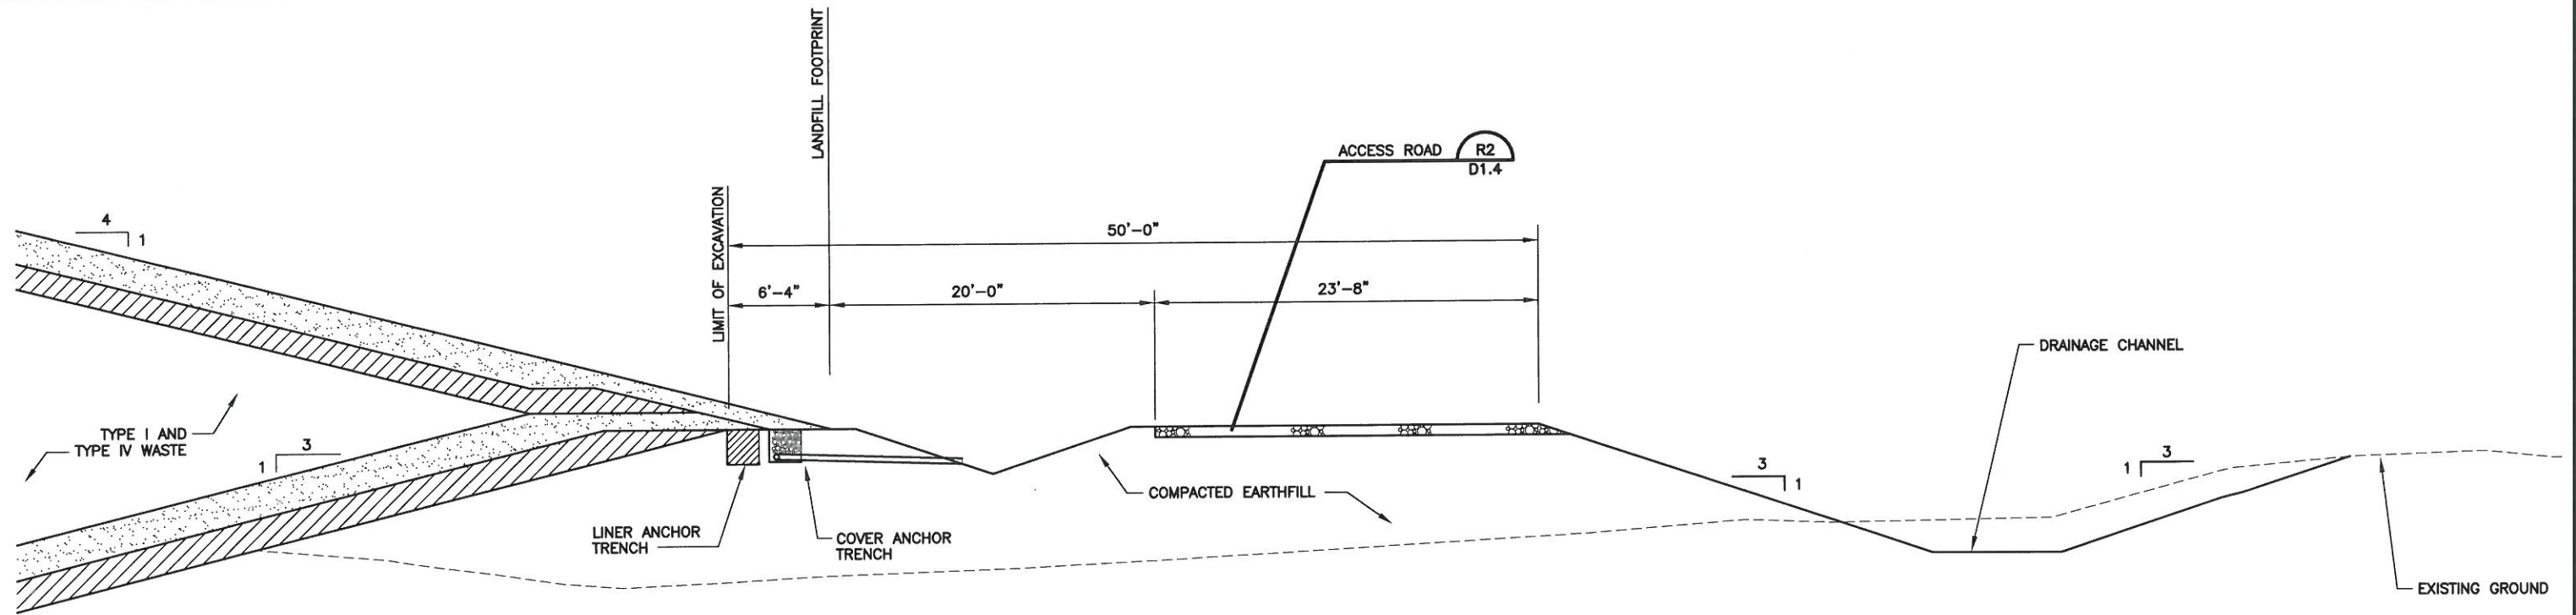 LANDFILL FOOTPRINT
ACCESS ROAD
R2
D1.4
LIMIT OF EXCAVATION
4
1
50'-0"
6'-4"
20'-0"
23'-8"
DRAINAGE CHANNEL
TYPE I AND
TYPE IV WASTE
3
1
3
1
3
1
COMPACTED EARTHFILL
LINER ANCHOR
TRENCH
COVER ANCHOR
TRENCH
EXISTING GROUND